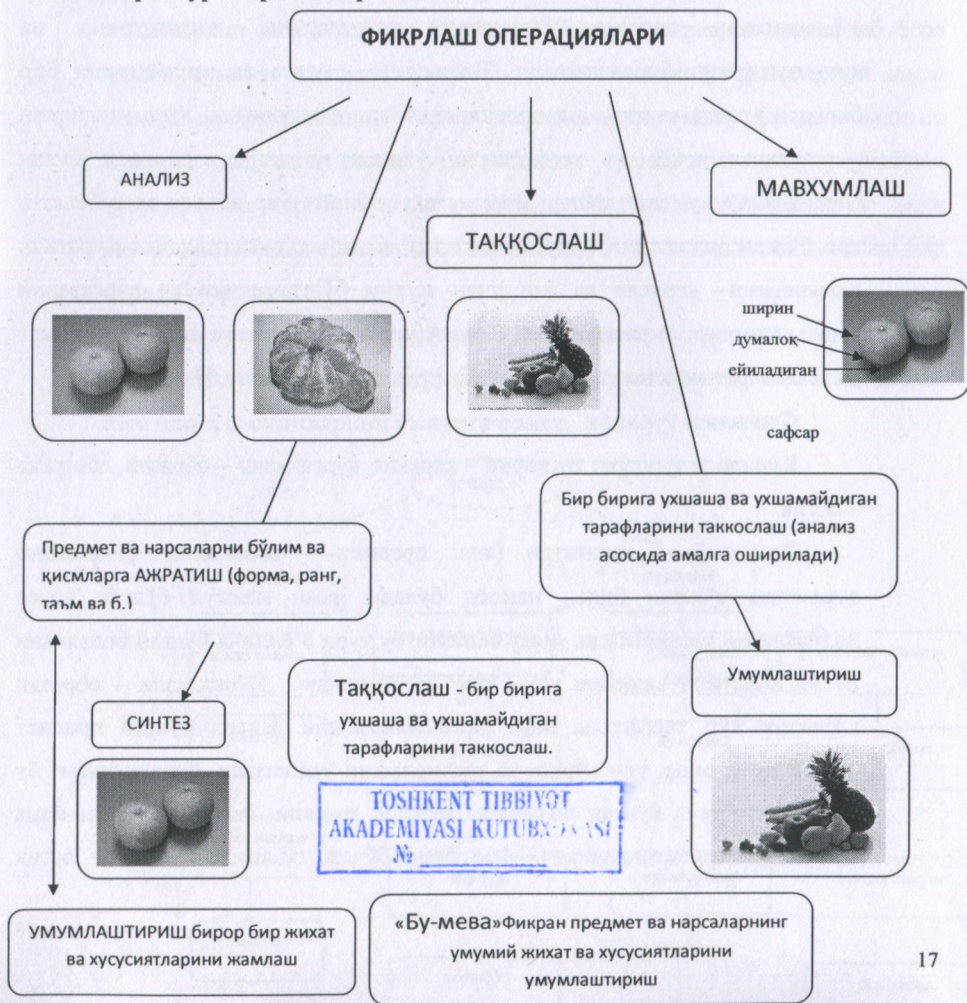 ФИКРЛАШ ОПЕРАЦИЯЛАРИ
АНАЛИЗ
МАВХУМЛАШ
ТАҚҚОСЛАШ
ширин
думалоқ
ейиладиган
сафсар
Бир бирига ухшаша ва ухшамайдиган
тарафларини таккослаш (анализ
асосида амалга оширилади)
Предмет ва нарсаларни бўлим ва
қисмларга АЖРАТИШ (форма, ранг,
таъм ва б.)
Умумлаштириш
Таққослаш - бир бирига
ухшаша ва ухшамайдиган
тарафларини таккослаш.
СИНТЕЗ
TOSHKENT TIBBIYOT
AKADEMIYASI
№
«Бу-мева»Фикран предмет ва нарсаларнинг
умумий жихат ва хусусиятларини
умумлаштириш
УМУМЛАШТИРИШ бирор бир жихат
ва хусусиятларини жамлаш
17